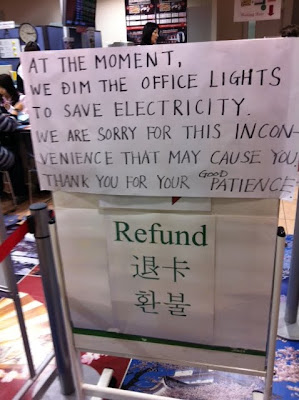 AT THE MOMENT,
WE DIM THE OFFICE LIGHTS
TO SAVE ELECTRICITY.
WE ARE SORRY FOR THIS INCON-
VENIENCE THAT MAY CAUSE YOU
THANK YOU FOR YOUR GOOD PATIENCE
Refund
退卡
환불